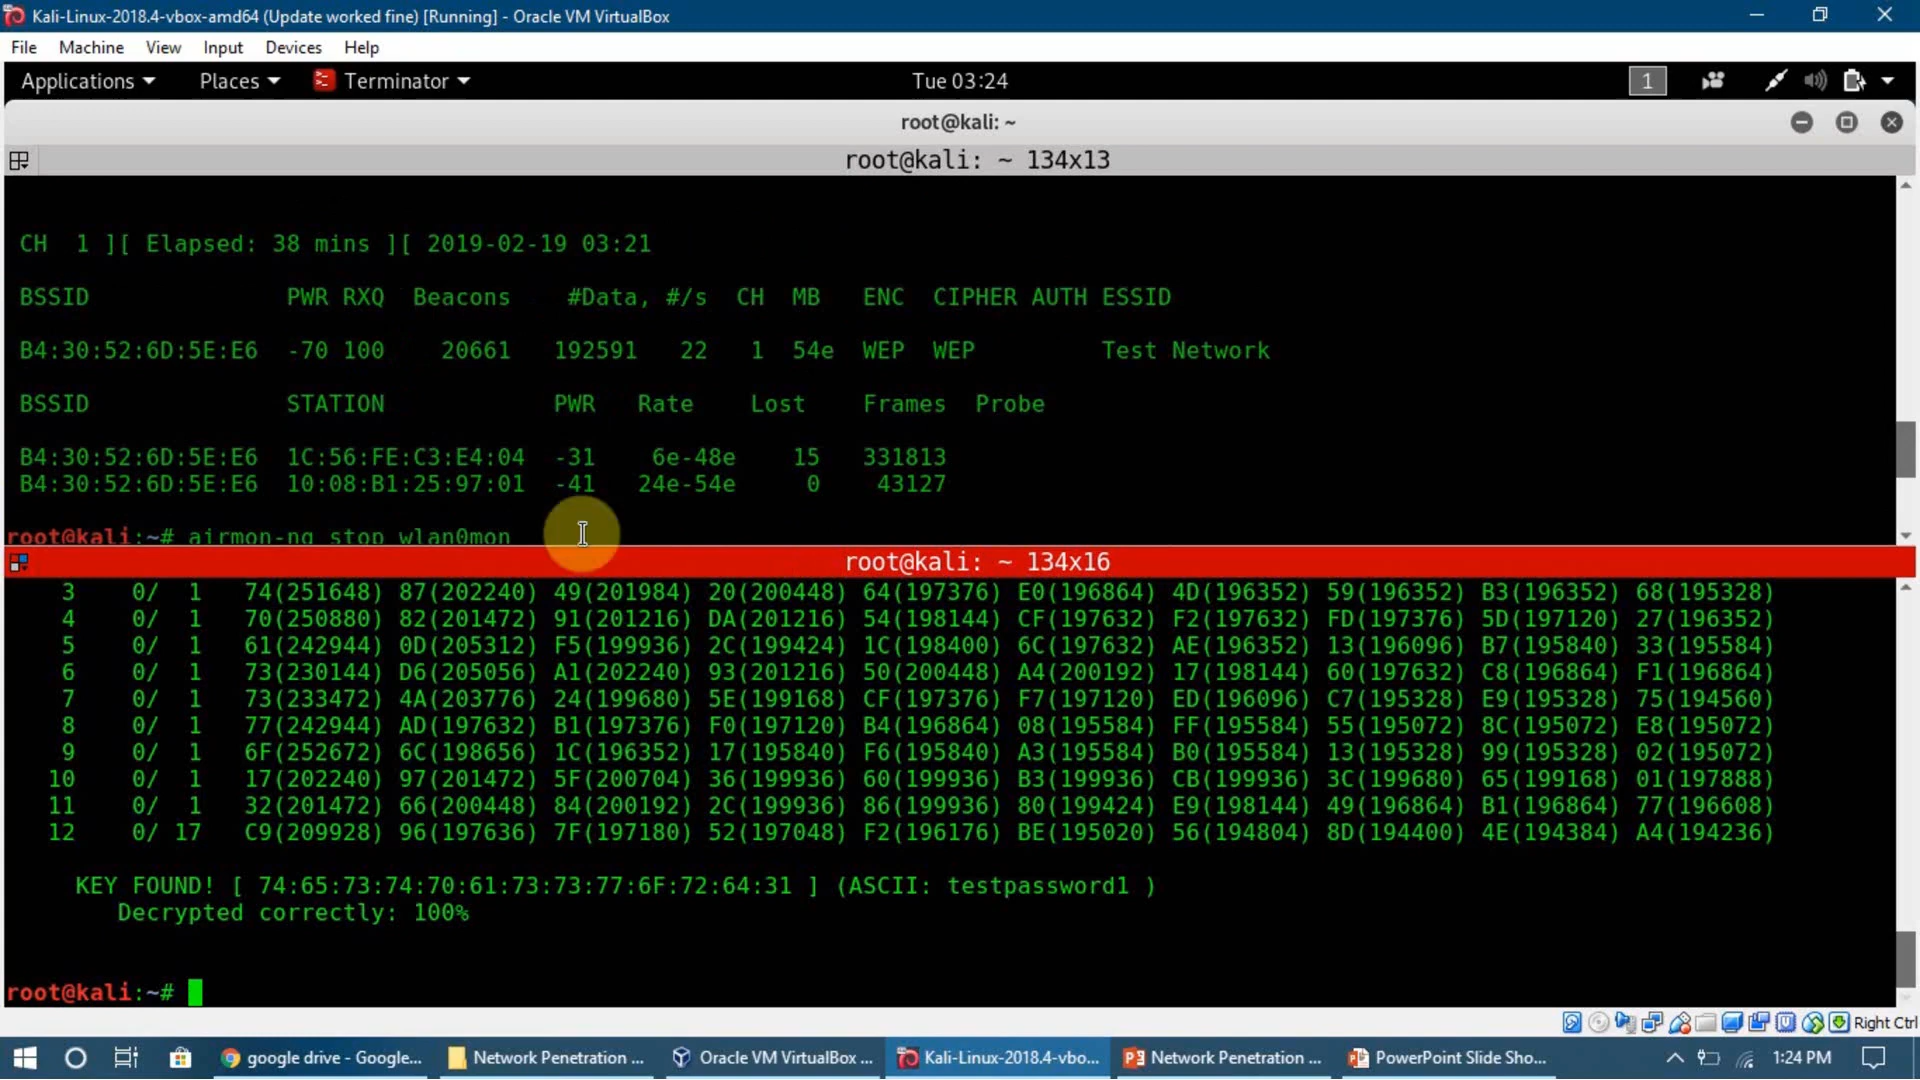 Kali-Linux-2018.4-vbox-amd64 (Update worked fine) [Running] - Oracle VM VirtualBox
File Machine View Input Devices Help
Applications Places Terminator Tue 03:24 1
root@kali: ~
root@kali: ~ 134x13
CH 1 ][ Elapsed: 38 mins ][ 2019-02-19 03:21
BSSID PWR RXQ Beacons #Data, #/s CH MB ENC CIPHER AUTH ESSID
B4:30:52:6D:5E:E6 -70 100 20661 192591 22 1 54e WEP WEP Test Network
BSSID STATION PWR Rate Lost Frames Probe
B4:30:52:6D:5E:E6 1C:56:FE:C3:E4:04 -31 6e-48e 15 331813
B4:30:52:6D:5E:E6 10:08:B1:25:97:01 -41 24e-54e 0 43127
root@kali:~# airmon-ng stop wlan0mon
root@kali: ~ 134x16
3 0/ 1 74(251648) 87(202240) 49(201984) 20(200448) 64(197376) E0(196864) 4D(196352) 59(196352) B3(196352) 68(195328)
4 0/ 1 70(250880) 82(201472) 91(201216) DA(201216) 54(198144) CF(197632) F2(197632) FD(197376) 5D(197120) 27(196352)
5 0/ 1 61(242944) 0D(205312) F5(199936) 2C(199424) 1C(198400) 6C(197632) AE(196352) 13(196096) B7(195840) 33(195584)
6 0/ 1 73(230144) D6(205056) A1(202240) 93(201216) 50(200448) A4(200192) 17(198144) 60(197632) C8(196864) F1(196864)
7 0/ 1 73(233472) 4A(203776) 24(199680) 5E(199168) CF(197376) F7(197120) ED(196096) C7(195328) E9(195328) 75(194560)
8 0/ 1 77(242944) AD(197632) B1(197376) F0(197120) B4(196864) 08(195584) FF(195584) 55(195072) 8C(195072) E8(195072)
9 0/ 1 6F(252672) 6C(198656) 1C(196352) 17(195840) F6(195840) A3(195584) B0(195584) 13(195328) 99(195328) 02(195072)
10 0/ 1 17(202240) 97(201472) 5F(200704) 36(199936) 60(199936) B3(199936) CB(199936) 3C(199680) 65(199168) 01(197888)
11 0/ 1 32(201472) 66(200448) 84(200192) 2C(199936) 86(199936) 80(199424) E9(198144) 49(196864) B1(196864) 77(196608)
12 0/ 17 C9(209928) 96(197636) 7F(197180) 52(197048) F2(196176) BE(195020) 56(194804) 8D(194400) 4E(194384) A4(194236)
KEY FOUND! [ 74:65:73:74:70:61:73:73:77:6F:72:64:31 ] (ASCII: testpassword1 )
Decrypted correctly: 100%
root@kali:~#
Right Ctrl
google drive - Google... Network Penetration ... Oracle VM VirtualBox ... Kali-Linux-2018.4-vbo... Network Penetration ... PowerPoint Slide Sho... 1:24 PM